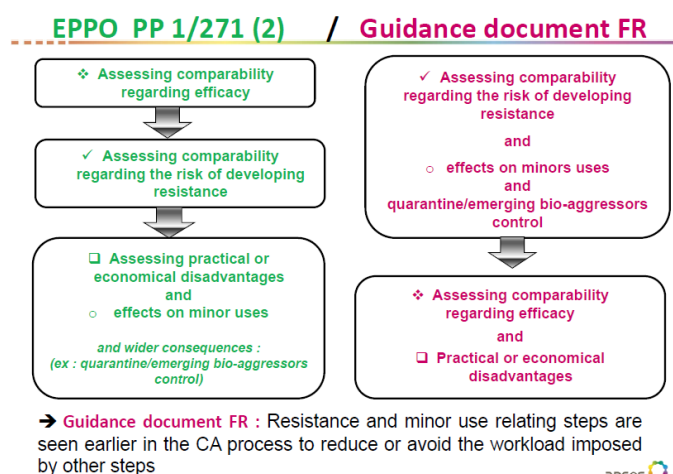 EPPO PP 1/271 (2) / Guidance document FR
❖ Assessing comparability
regarding efficacy
✓ Assessing comparability
regarding the risk of developing
resistance
❑ Assessing practical or
economical disadvantages
and
○ effects on minor uses
and wider consequences :
(ex : quarantine/emerging bio-aggressors
control)
✓ Assessing comparability
regarding the risk of developing
resistance
and
○ effects on minors uses
and
quarantine/emerging bio-aggressors
control
❖ Assessing comparability
regarding efficacy
and
❑ Practical or economical
disadvantages
➔ Guidance document FR : Resistance and minor use relating steps are
seen earlier in the CA process to reduce or avoid the workload imposed
by other steps